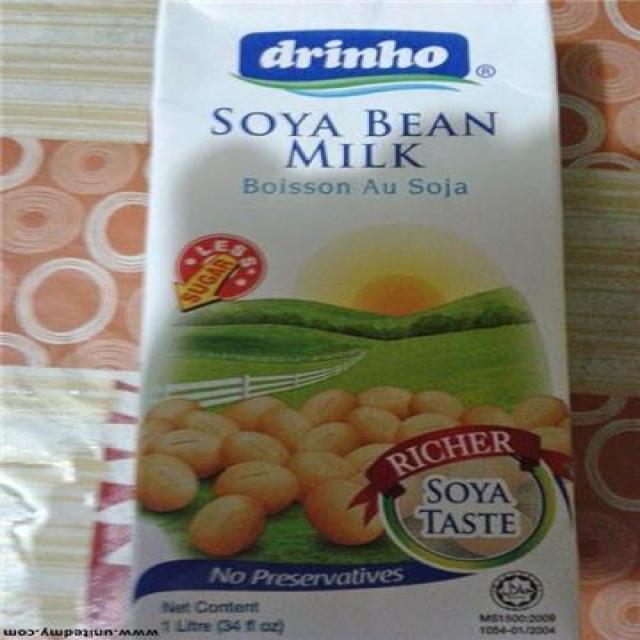 drinho®
SOYA BEAN
MILK
Boisson Au Soja
LESS
SUGAR
RICHER
SOYA
TASTE
No Preservatives
Net Content
1 Litre (34 fl oz)
MS1500:2009
1054-01/2004
www.unitedmy.com